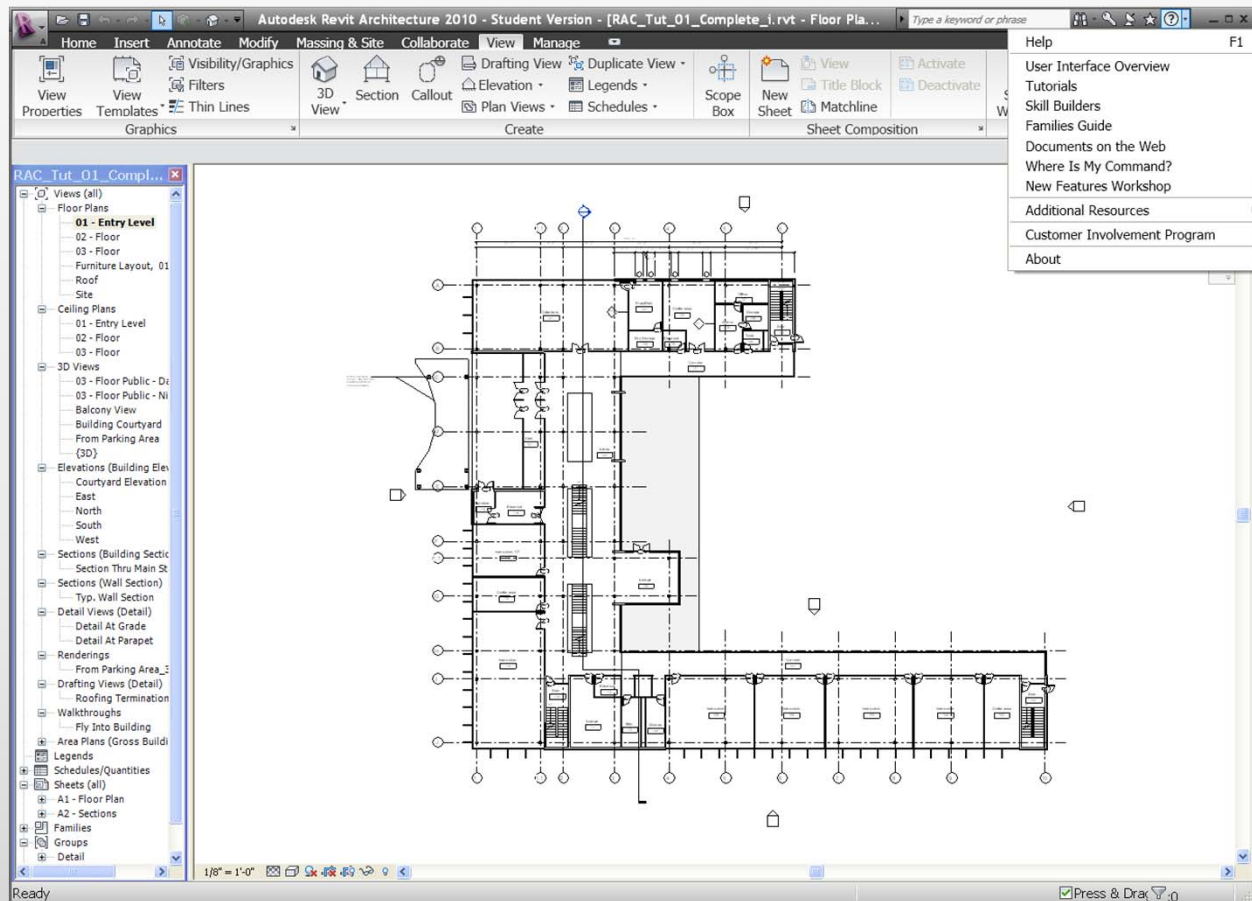 Autodesk Revit Architecture 2010 - Student Version - [RAC_Tut_01_Complete_i.rvt - Floor Pla...
Type a keyword or phrase
Home Insert Annotate Modify Massing & Site Collaborate View Manage
View Properties
View Templates
Visibility/Graphics
Filters
Thin Lines
Graphics
3D View
Section
Callout
Drafting View
Elevation
Plan Views
Duplicate View
Legends
Schedules
Create
Scope Box
New Sheet
View
Title Block
Matchline
Activate
Deactivate
Sheet Composition
Help F1
User Interface Overview
Tutorials
Skill Builders
Families Guide
Documents on the Web
Where Is My Command?
New Features Workshop
Additional Resources
Customer Involvement Program
About
RAC_Tut_01_Compl...
Views (all)
Floor Plans
01 - Entry Level
02 - Floor
03 - Floor
Furniture Layout, 01
Roof
Site
Ceiling Plans
01 - Entry Level
02 - Floor
03 - Floor
3D Views
03 - Floor Public - Da
03 - Floor Public - Ni
Balcony View
Building Courtyard
From Parking Area
{3D}
Elevations (Building Elev
Courtyard Elevation
East
North
South
West
Sections (Building Sectic
Section Thru Main St
Sections (Wall Section)
Typ. Wall Section
Detail Views (Detail)
Detail At Grade
Detail At Parapet
Renderings
From Parking Area_3
Drafting Views (Detail)
Roofing Termination
Walkthroughs
Fly Into Building
Area Plans (Gross Buildi
Legends
Schedules/Quantities
Sheets (all)
A1 - Floor Plan
A2 - Sections
Families
Groups
Detail
1/8" = 1'-0"
Ready
Press & Drag
:0